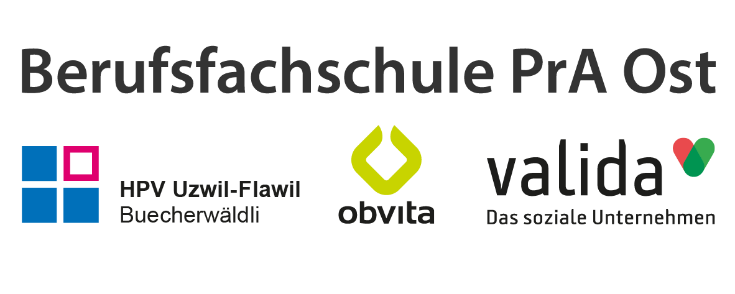 Berufsfachschule PrA Ost
HPV Uzwil-Flawil
Buecherwäldli
obvita
valida
Das soziale Unternehmen